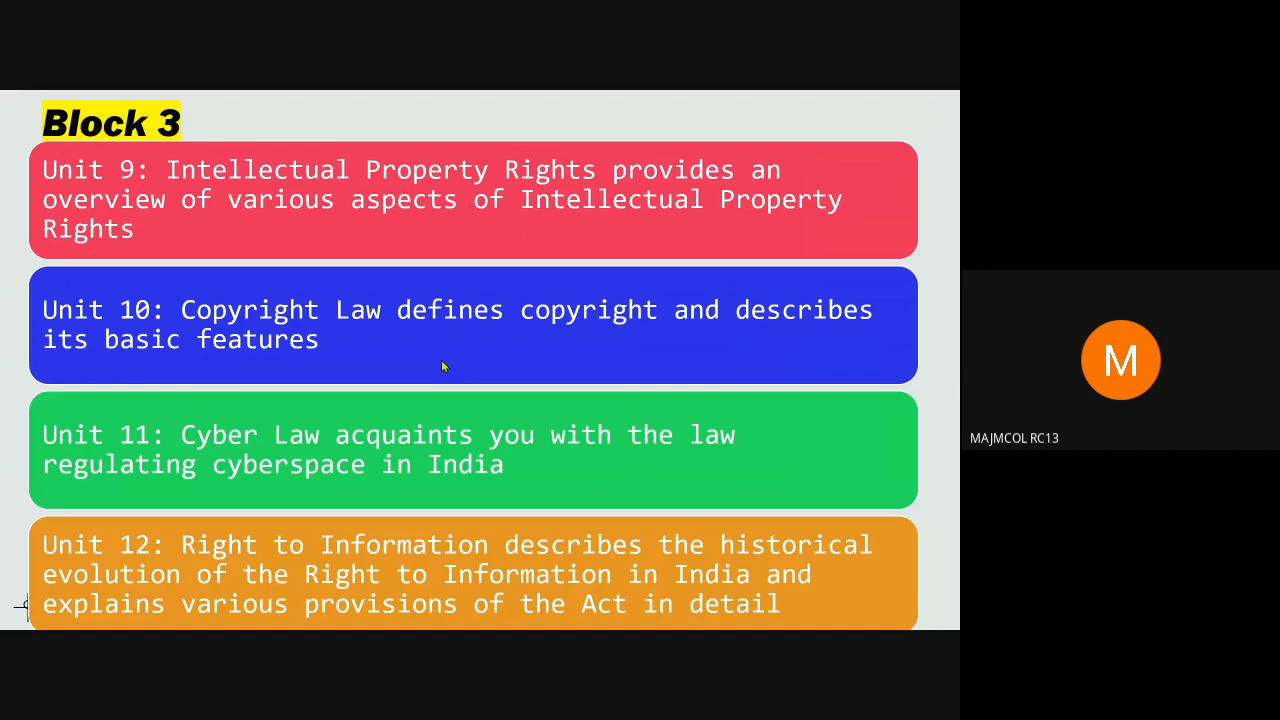 Block 3
Unit 9: Intellectual Property Rights provides an
overview of various aspects of Intellectual Property
Rights
Unit 10: Copyright Law defines copyright and describes
its basic features
Unit 11: Cyber Law acquaints you with the law
regulating cyberspace in India
Unit 12: Right to Information describes the historical
evolution of the Right to Information in India and
explains various provisions of the Act in detail
M
MAJMCOL RC13